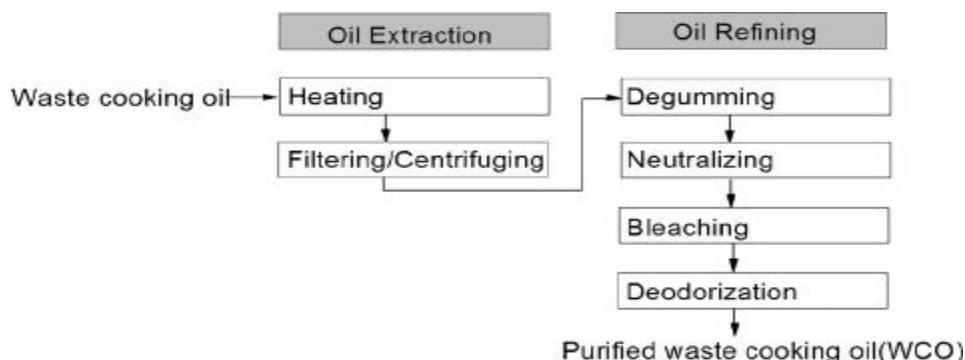 Oil Extraction
Oil Refining
Waste cooking oil
Heating
Filtering/Centrifuging
Degumming
Neutralizing
Bleaching
Deodorization
Purified waste cooking oil(WCO)